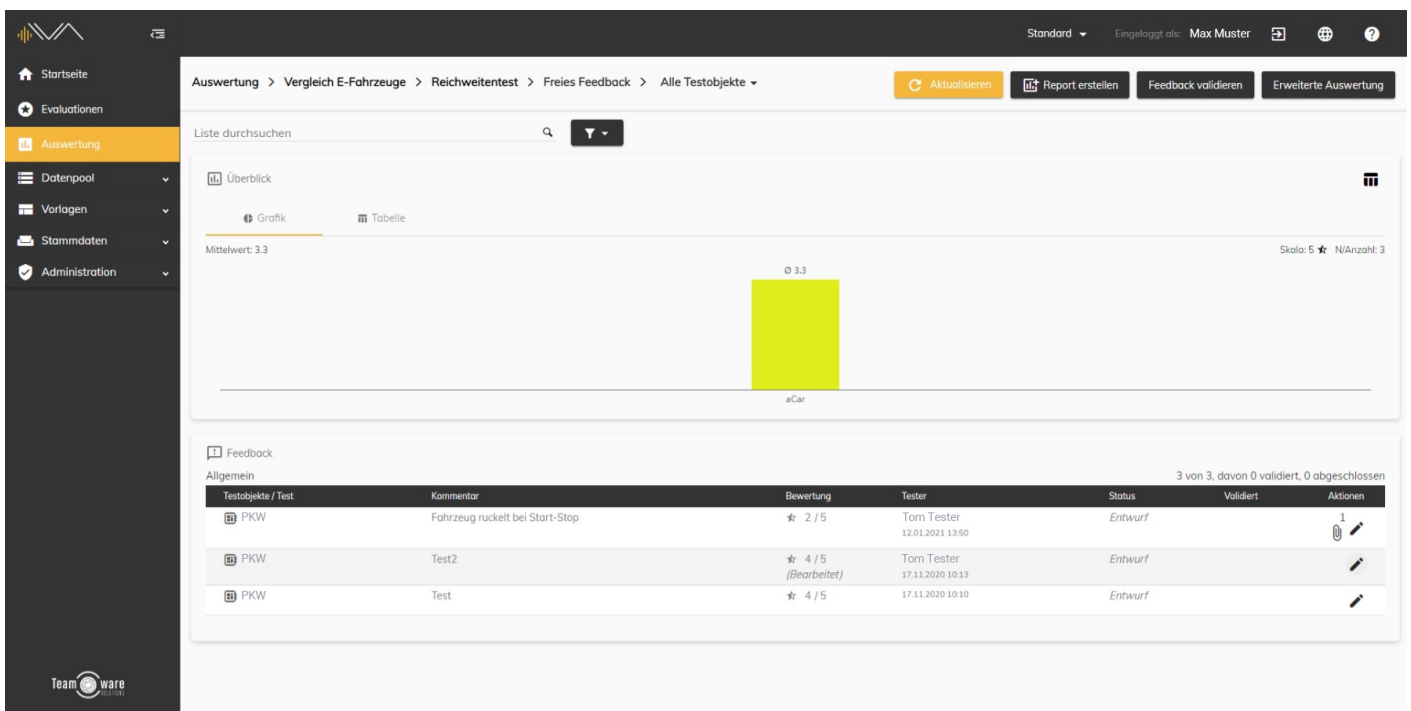 Standard Eingeloggt als: Max Muster
Startseite
Evaluationen
Auswertung
Datenpool
Vorlagen
Stammdaten
Administration
Auswertung > Vergleich E-Fahrzeuge > Reichweitentest > Freies Feedback > Alle Testobjekte
Aktualisieren Report erstellen Feedback validieren Erweiterte Auswertung
Liste durchsuchen
Überblick
Grafik Tabelle
Mittelwert: 3.3 Skala: 5 N/Anzahl: 3
Ø 3.3
aCar
Feedback
Allgemein 3 von 3, davon 0 validiert, 0 abgeschlossen
Testobjekte / Test Kommentar Bewertung Tester Status Validiert Aktionen
PKW Fahrzeug ruckelt bei Start-Stop 2 / 5 Tom Tester Entwurf 1
12.01.2021 13:50
PKW Test2 4 / 5 Tom Tester Entwurf
(Bearbeitet) 17.11.2020 10:13
PKW Test 4 / 5 17.11.2020 10:10 Entwurf
Team ware
SOLUTIONS